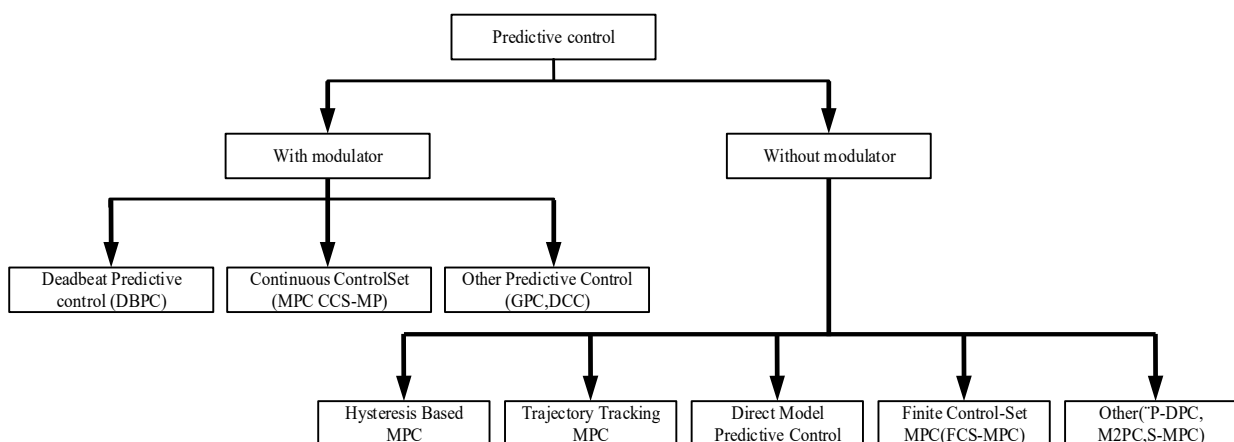 Predictive control
With modulator
Without modulator
Deadbeat Predictive
control (DBPC)
Continuous ControlSet
(MPC CCS-MP)
Other Predictive Control
(GPC,DCC)
Hysteresis Based
MPC
Trajectory Tracking
MPC
Direct Model
Predictive Control
Finite Control-Set
MPC(FCS-MPC)
Other(¨P-DPC,
M2PC,S-MPC)